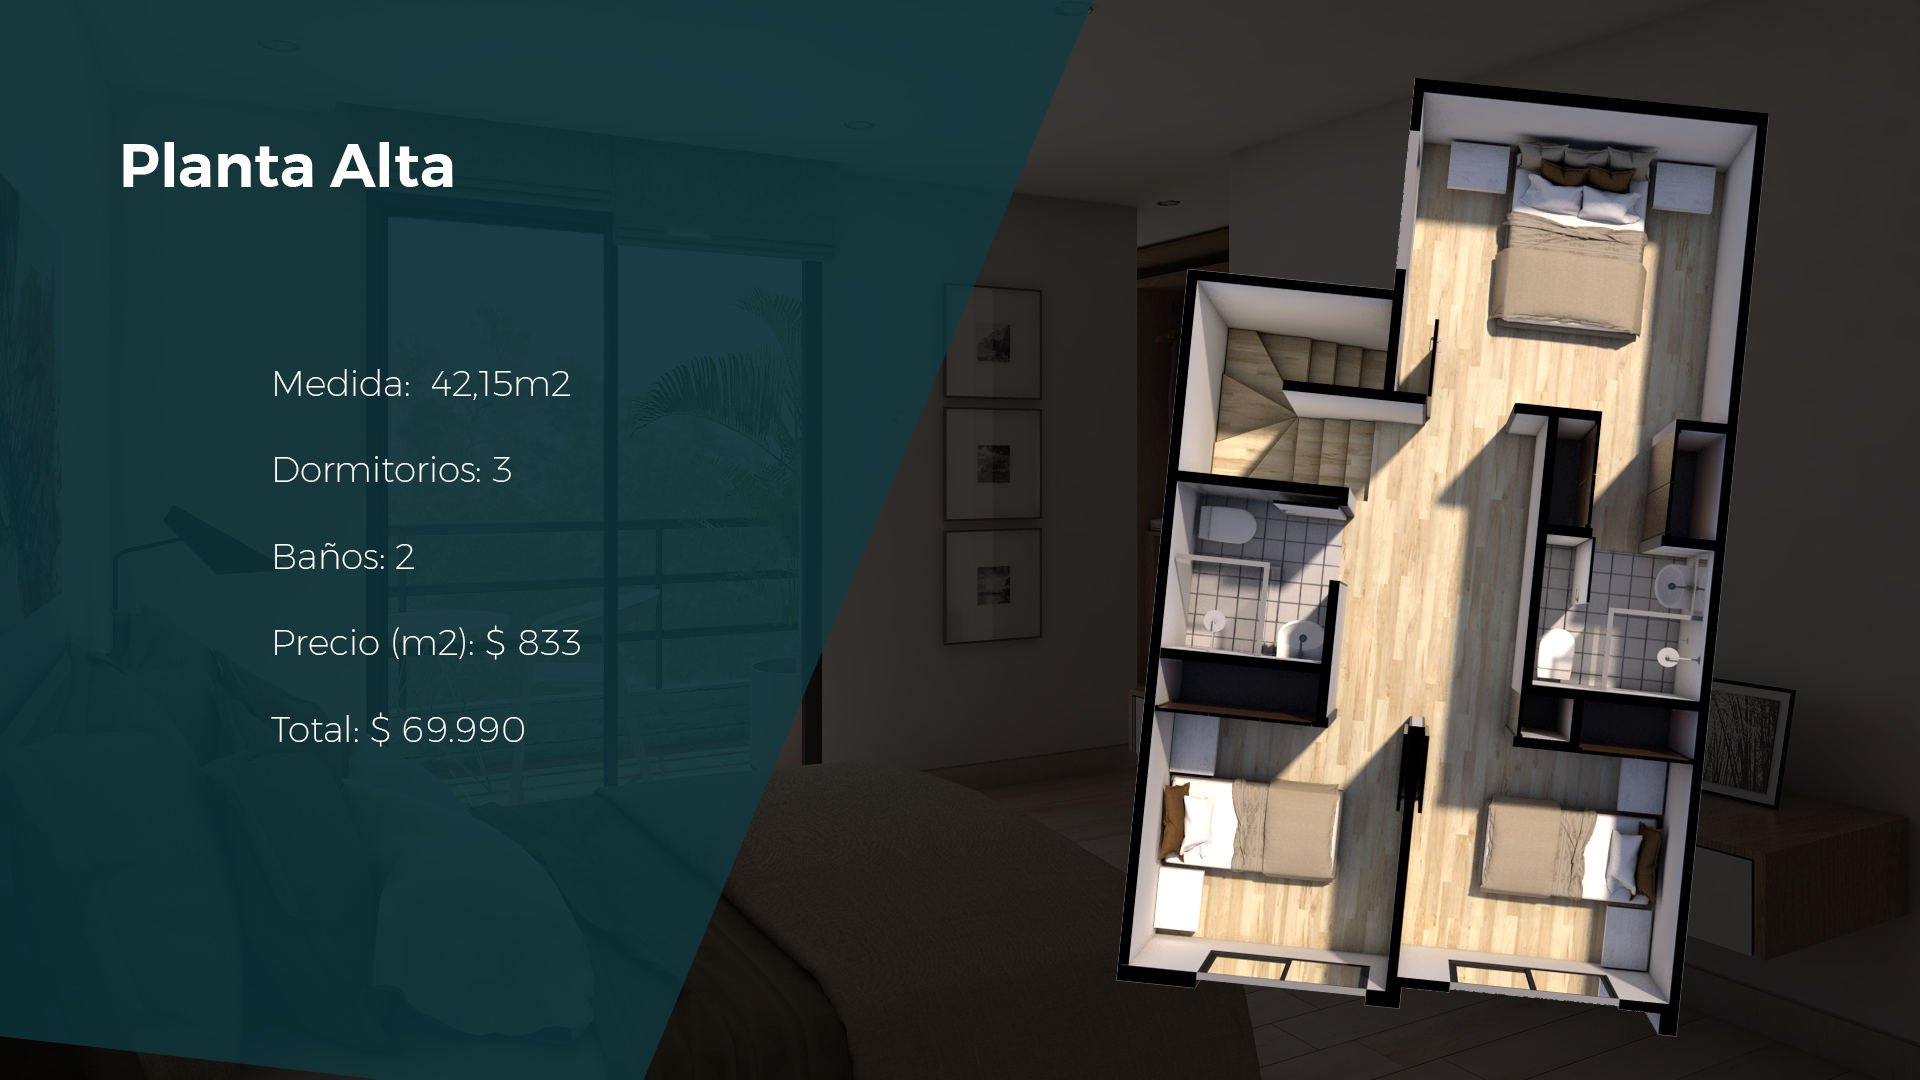 Planta Alta
Medida: 42,15m2
Dormitorios: 3
Baños: 2
Precio (m2): $ 833
Total: $ 69.990